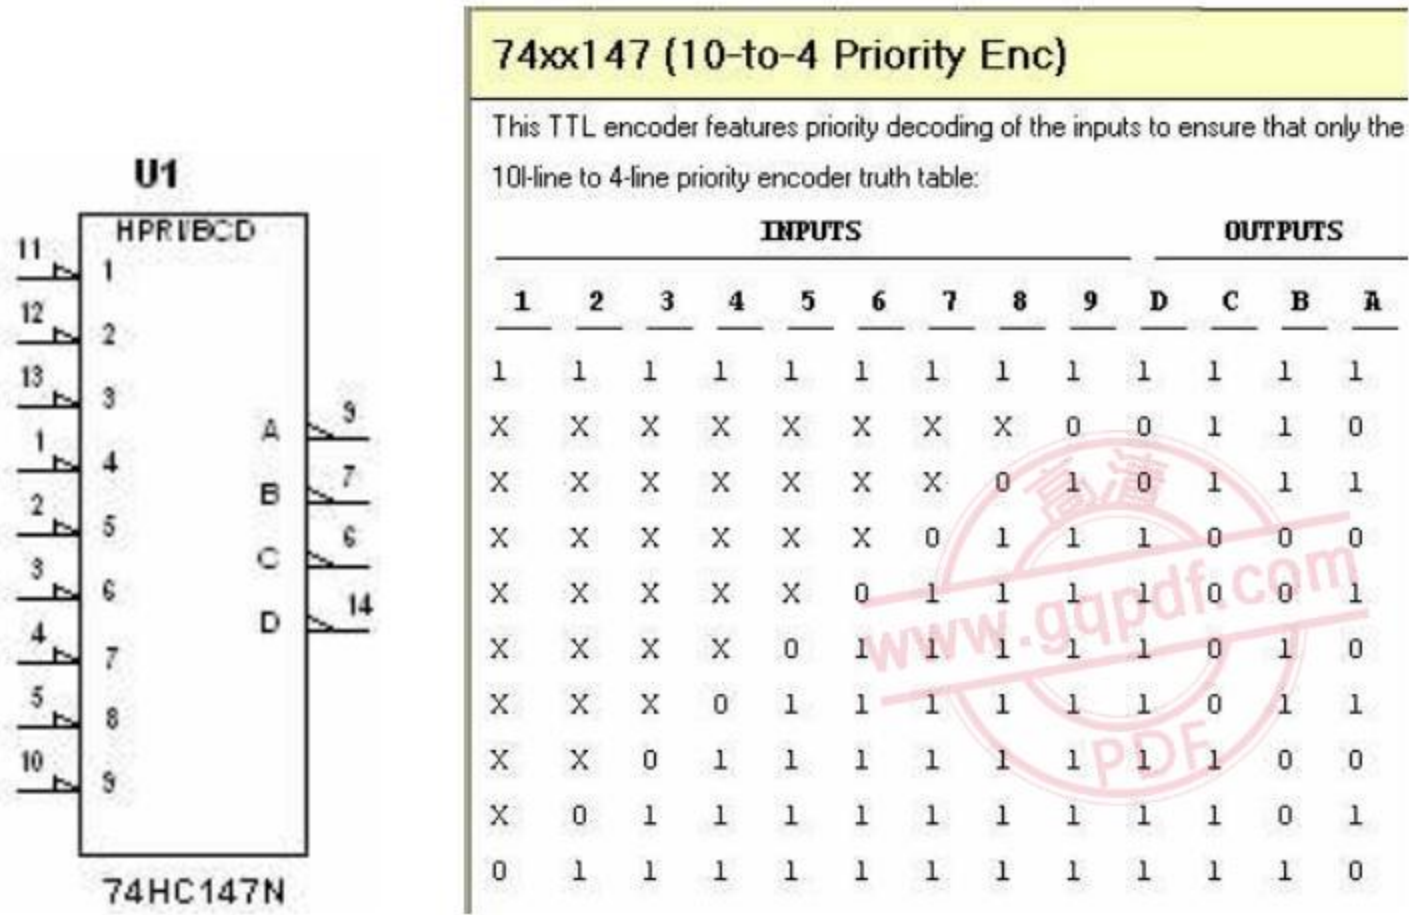 U1
HPRI/BCD
11 1
12 2
13 3
1 4
2 5
3 6
4 7
5 8
10 9
A 9
B 7
C 6
D 14
74HC147N
74xx147 (10-to-4 Priority Enc)
This TTL encoder features priority decoding of the inputs to ensure that only the
10l-line to 4-line priority encoder truth table:
INPUTS OUTPUTS
1 2 3 4 5 6 7 8 9 D C B A
1 1 1 1 1 1 1 1 1 1 1 1 1
X X X X X X X X 0 0 1 1 0
X X X X X X X 0 1 0 1 1 1
X X X X X X 0 1 1 1 0 0 0
X X X X X 0 1 1 1 1 0 0 1
X X X X 0 1 1 1 1 1 0 1 0
X X X 0 1 1 1 1 1 1 0 1 1
X X 0 1 1 1 1 1 1 1 1 0 0
X 0 1 1 1 1 1 1 1 1 1 0 1
0 1 1 1 1 1 1 1 1 1 1 1 0
高清
www.gqpdf.com
PDF